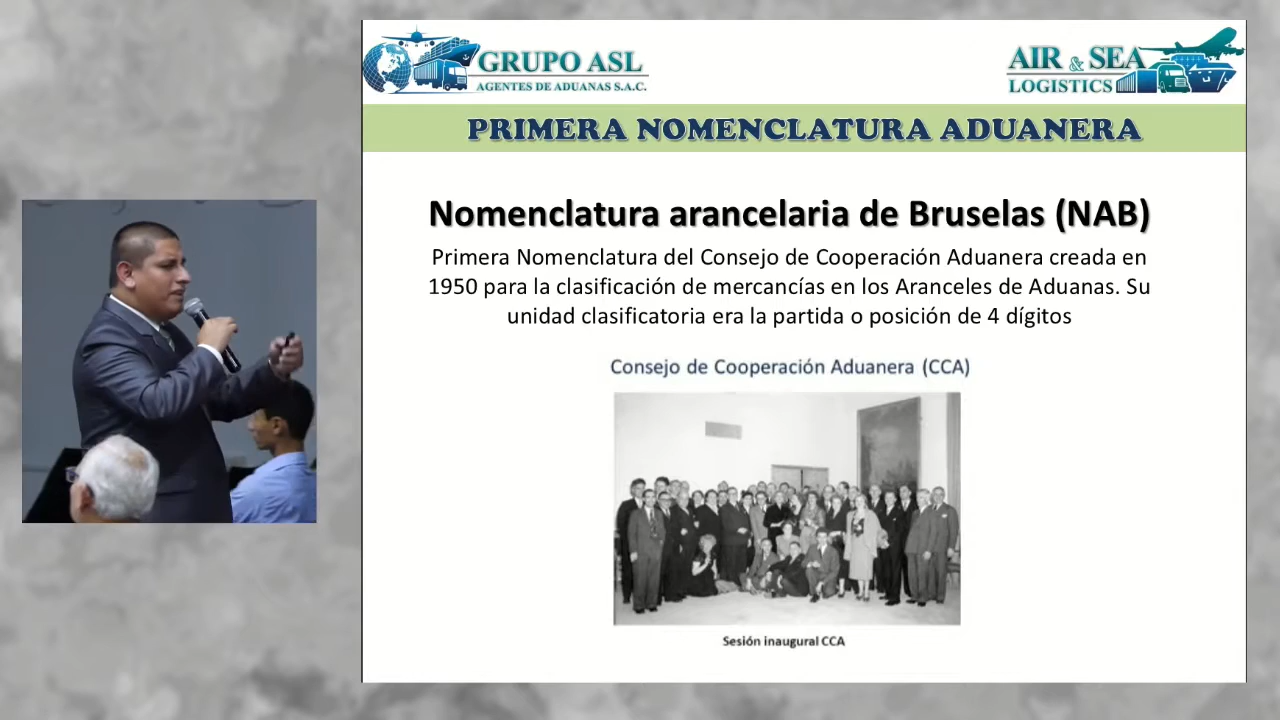 GRUPO ASL
AGENTES DE ADUANAS S.A.C.
AIR & SEA
LOGISTICS
PRIMERA NOMENCLATURA ADUANERA
Nomenclatura arancelaria de Bruselas (NAB)
Primera Nomenclatura del Consejo de Cooperación Aduanera creada en
1950 para la clasificación de mercancías en los Aranceles de Aduanas. Su
unidad clasificatoria era la partida o posición de 4 dígitos
Consejo de Cooperación Aduanera (CCA)
Sesión inaugural CCA